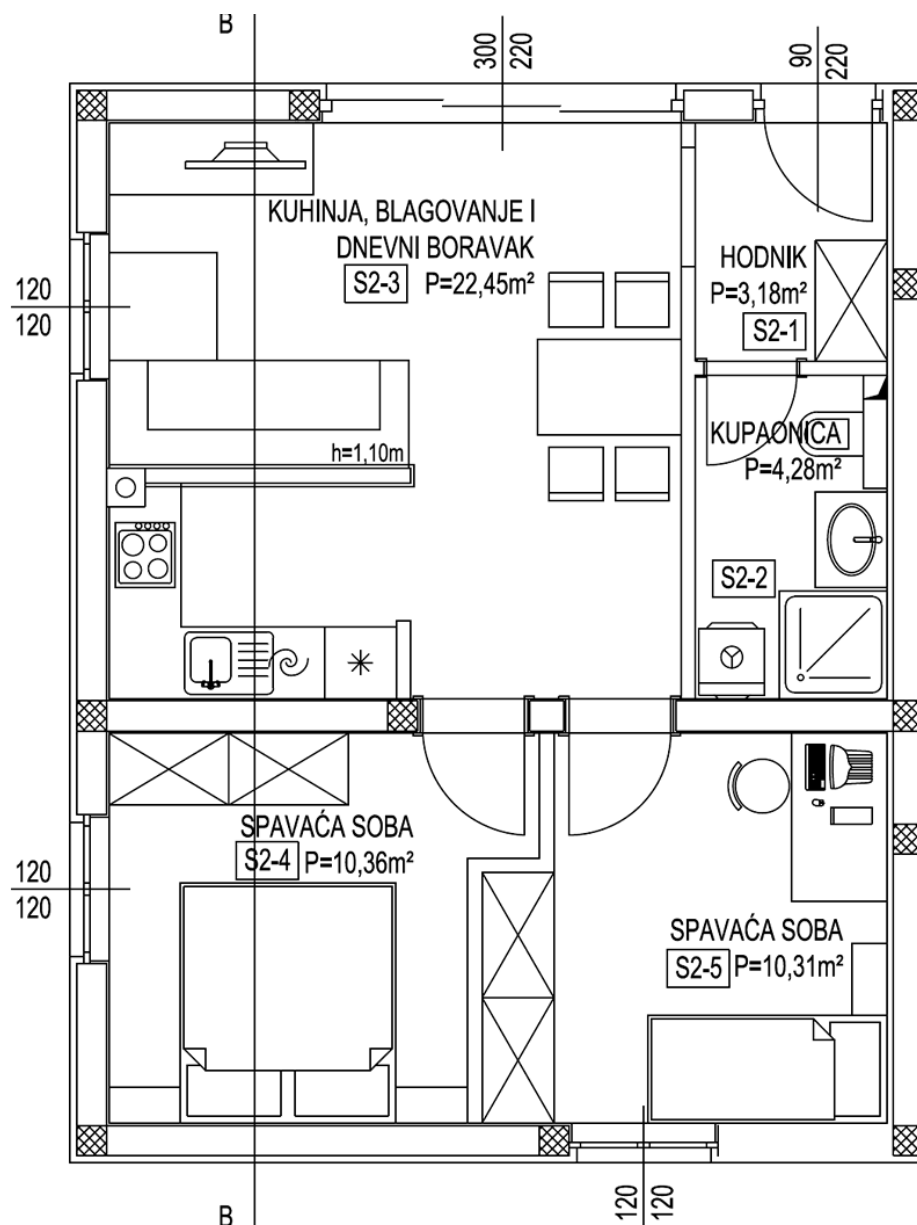 B
300
220
90
220
KUHINJA, BLAGOVANJE I
DNEVNI BORAVAK
S2-3 P=22,45m²
HODNIK
P=3,18m²
S2-1
120
120
h=1,10m
KUPAONICA
P=4,28m²
S2-2
SPAVAĆA SOBA
S2-4 P=10,36m²
120
120
SPAVAĆA SOBA
S2-5 P=10,31m²
120
120
B